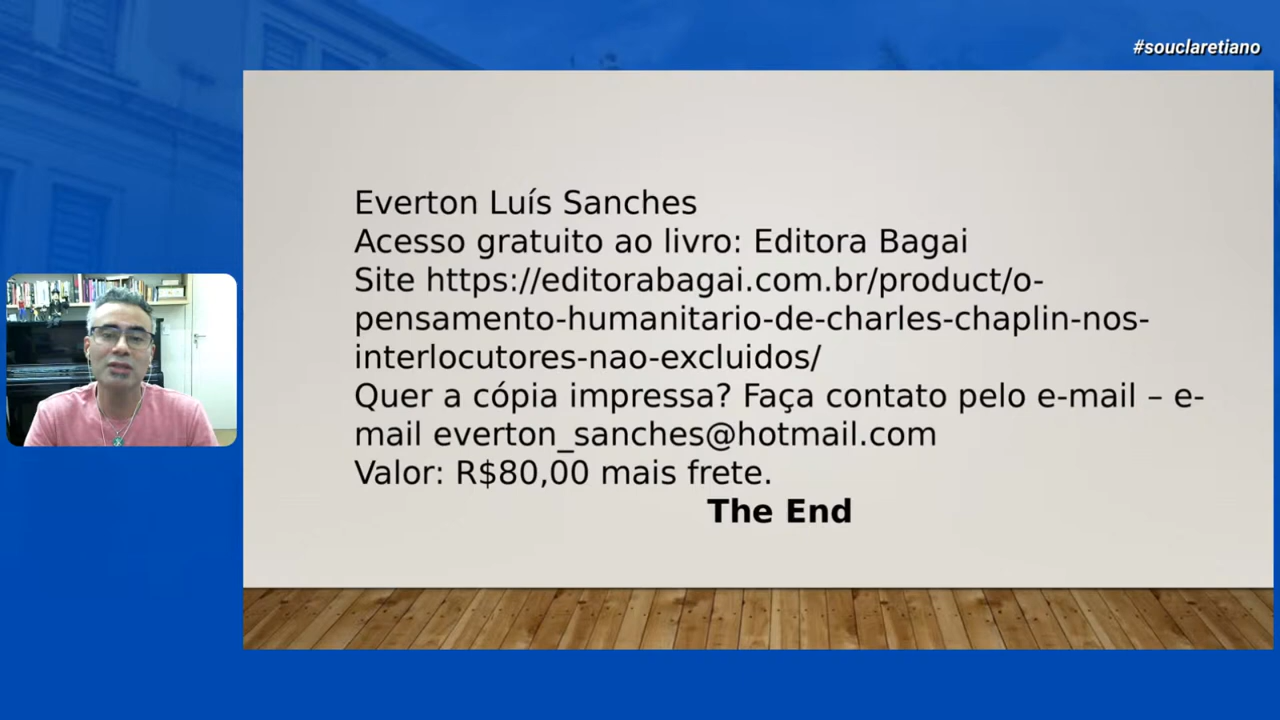 #souclaretiano
Everton Luís Sanches
Acesso gratuito ao livro: Editora Bagai
Site https://editorabagai.com.br/product/o-
pensamento-humanitario-de-charles-chaplin-nos-
interlocutores-nao-excluidos/
Quer a cópia impressa? Faça contato pelo e-mail – e-
mail everton_sanches@hotmail.com
Valor: R$80,00 mais frete.
The End